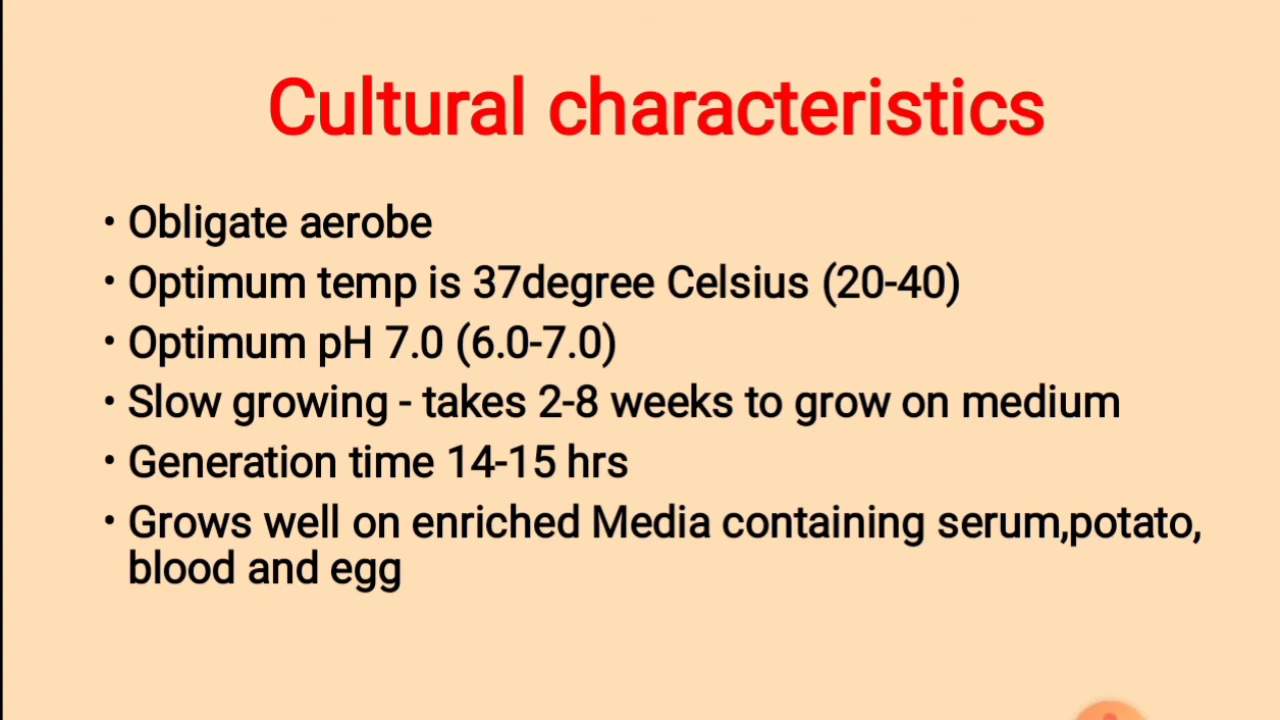 Cultural characteristics
• Obligate aerobe
• Optimum temp is 37degree Celsius (20-40)
• Optimum pH 7.0 (6.0-7.0)
• Slow growing - takes 2-8 weeks to grow on medium
• Generation time 14-15 hrs
• Grows well on enriched Media containing serum,potato,
blood and egg